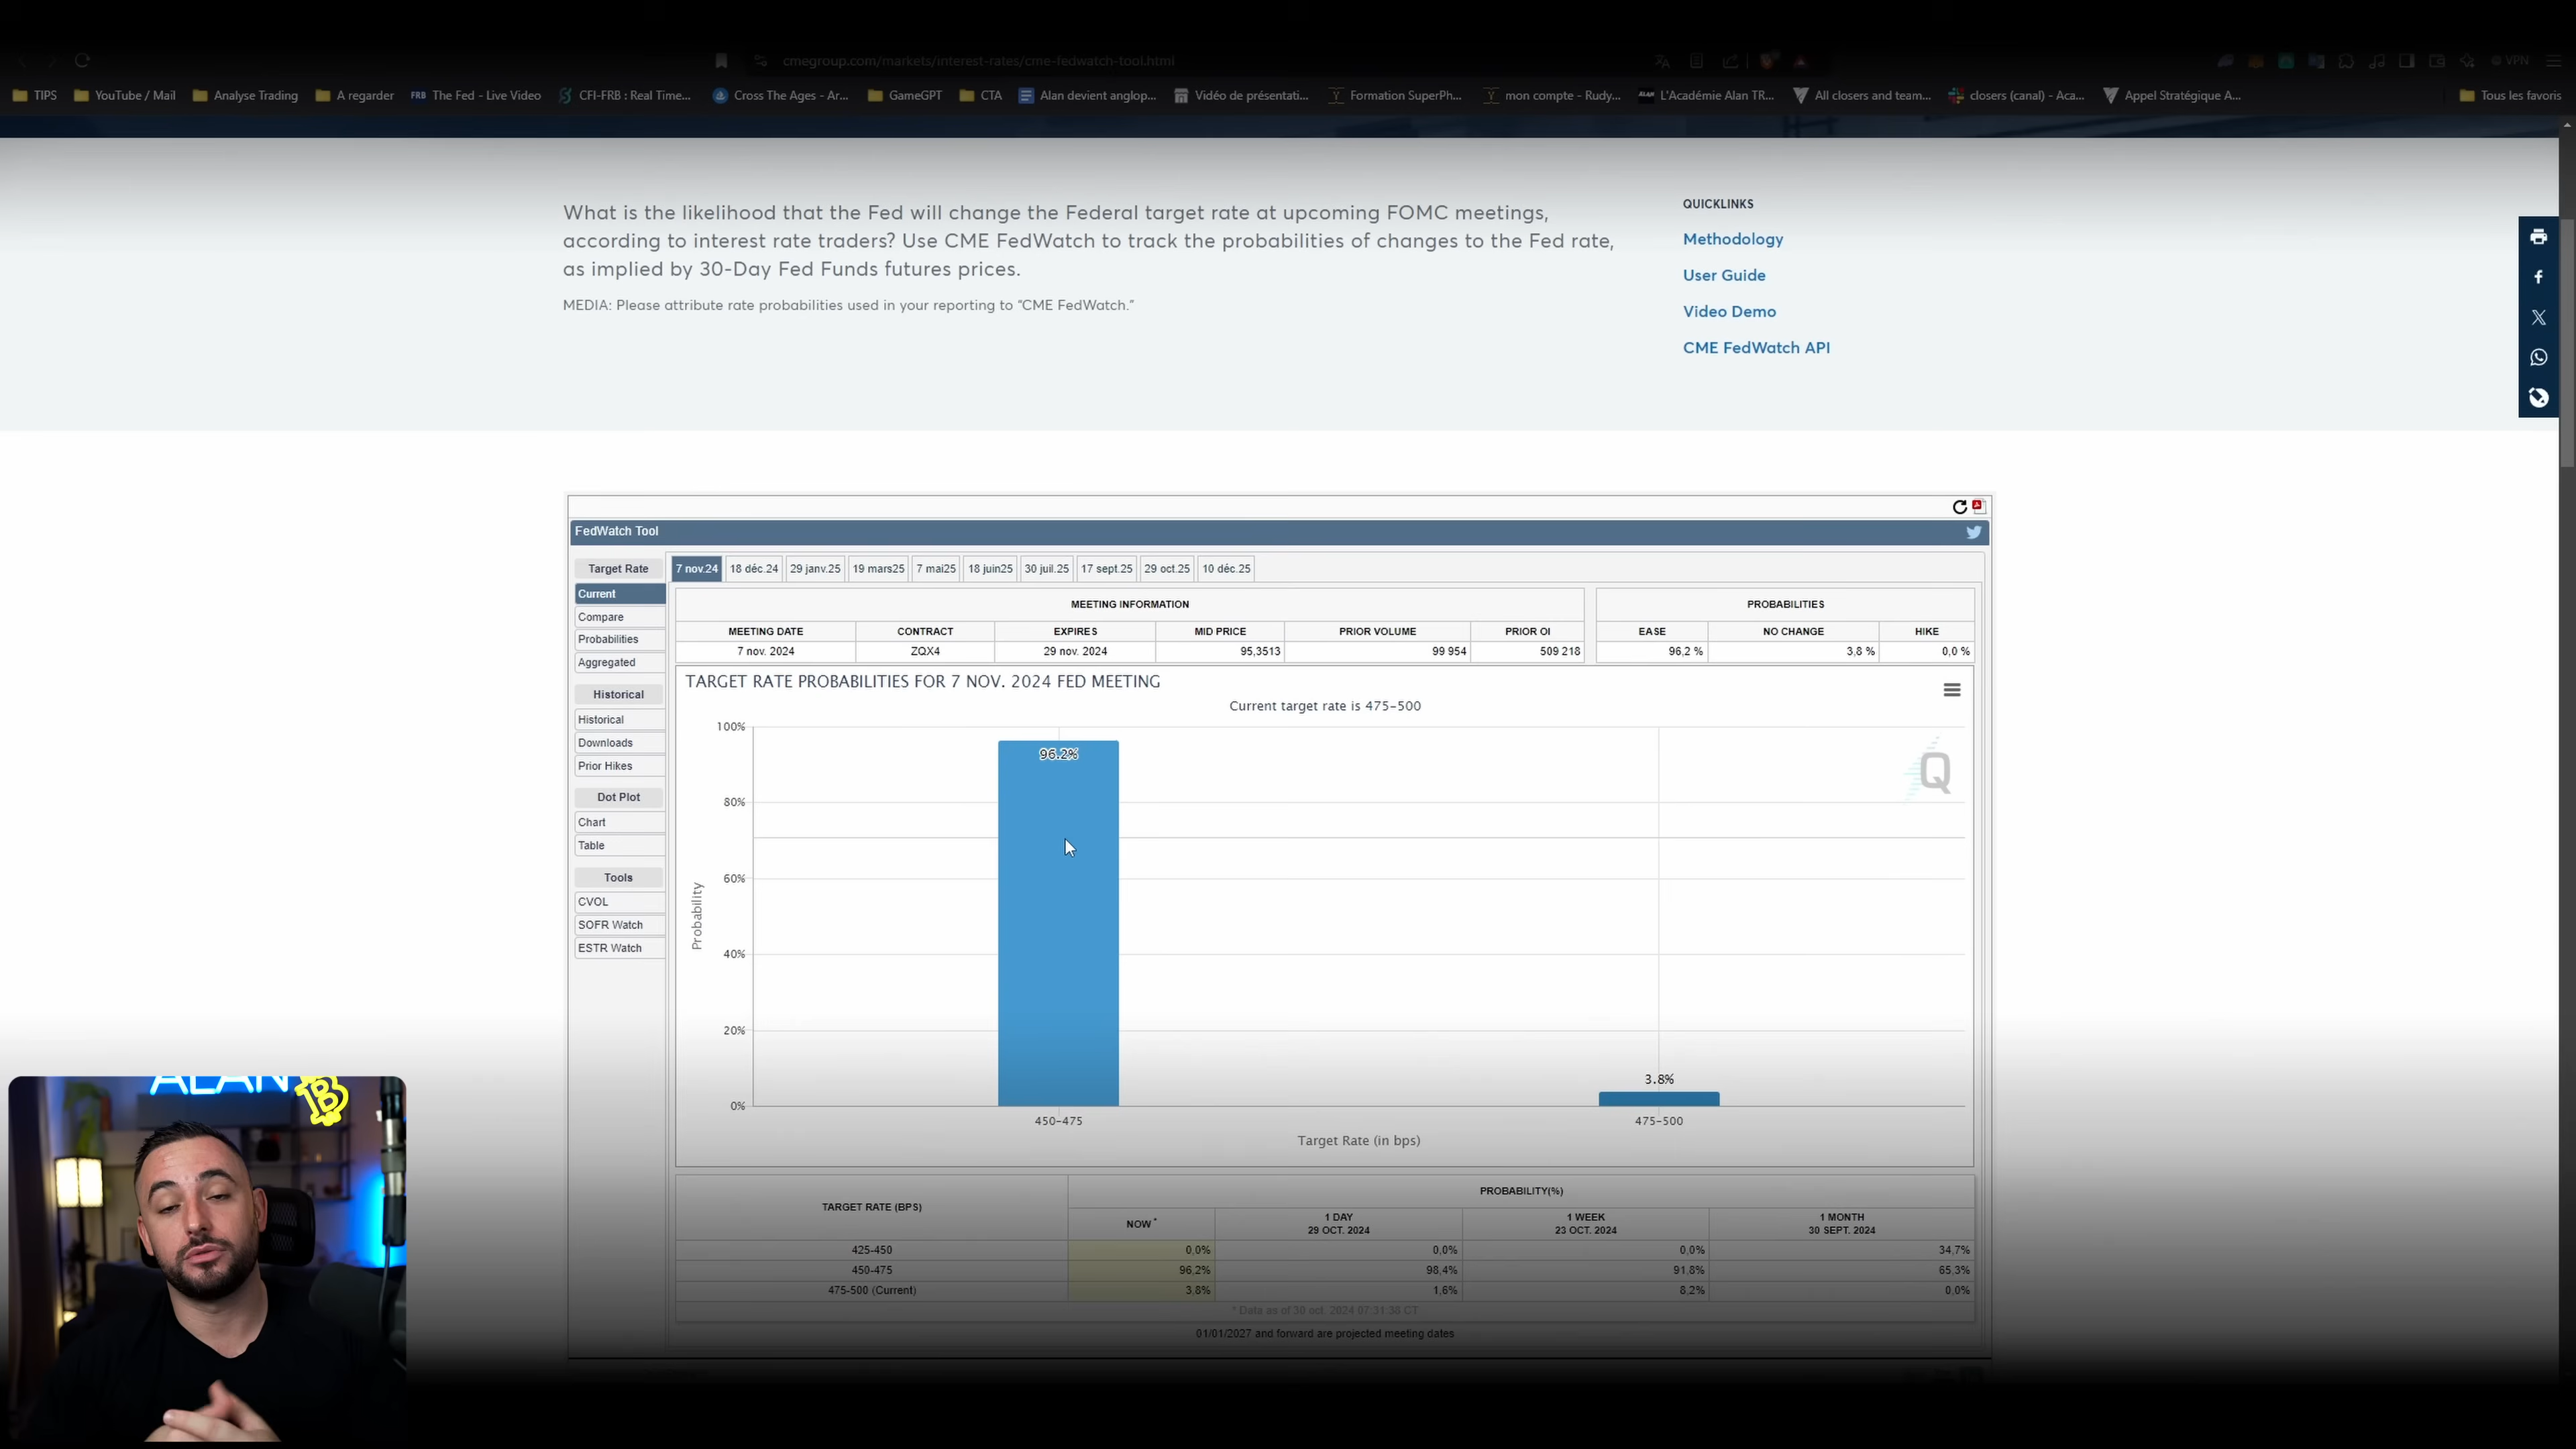 cmegroup.com/markets/interest-rates/cme-fedwatch-tool.html
VPN
TIPS
YouTube / Mail
Analyse Trading
A regarder
FRB The Fed - Live Video
CFI-FRB : Real Time...
Cross The Ages - Ar...
GameGPT
CTA
Alan devient anglop...
Vidéo de présentati...
Formation SuperPh...
mon compte - Rudy...
L'Académie Alan TR...
All closers and team...
closers (canal) - Aca...
Appel Stratégique A...
Tous les favoris
What is the likelihood that the Fed will change the Federal target rate at upcoming FOMC meetings,
according to interest rate traders? Use CME FedWatch to track the probabilities of changes to the Fed rate,
as implied by 30-Day Fed Funds futures prices.
MEDIA: Please attribute rate probabilities used in your reporting to "CME FedWatch."
QUICKLINKS
Methodology
User Guide
Video Demo
CME FedWatch API
FedWatch Tool
Target Rate
Current
Compare
Probabilities
Aggregated
Historical
Historical
Downloads
Prior Hikes
Dot Plot
Chart
Table
Tools
CVOL
SOFR Watch
ESTR Watch
7 nov.24 18 déc.24 29 janv.25 19 mars25 7 mai25 18 juin25 30 juil.25 17 sept.25 29 oct.25 10 déc.25
MEETING INFORMATION
MEETING DATE CONTRACT EXPIRES MID PRICE PRIOR VOLUME PRIOR OI
7 nov. 2024 ZQX4 29 nov. 2024 95,3513 99 954 509 218
PROBABILITIES
EASE NO CHANGE HIKE
96,2 % 3,8 % 0,0 %
TARGET RATE PROBABILITIES FOR 7 NOV. 2024 FED MEETING
Current target rate is 475-500
Probability
100%
80%
60%
40%
20%
0%
96.2%
3.8%
Q
450-475 475-500
Target Rate (in bps)
TARGET RATE (BPS) PROBABILITY(%)
NOW * 1 DAY 29 OCT. 2024 1 WEEK 23 OCT. 2024 1 MONTH 30 SEPT. 2024
425-450 0,0% 0,0% 0,0% 34,7%
450-475 96,2% 98,4% 91,8% 65,3%
475-500 (Current) 3,8% 1,6% 8,2% 0,0%
* Data as of 30 oct. 2024 07:31:38 CT
01/01/2027 and forward are projected meeting dates
ALAN